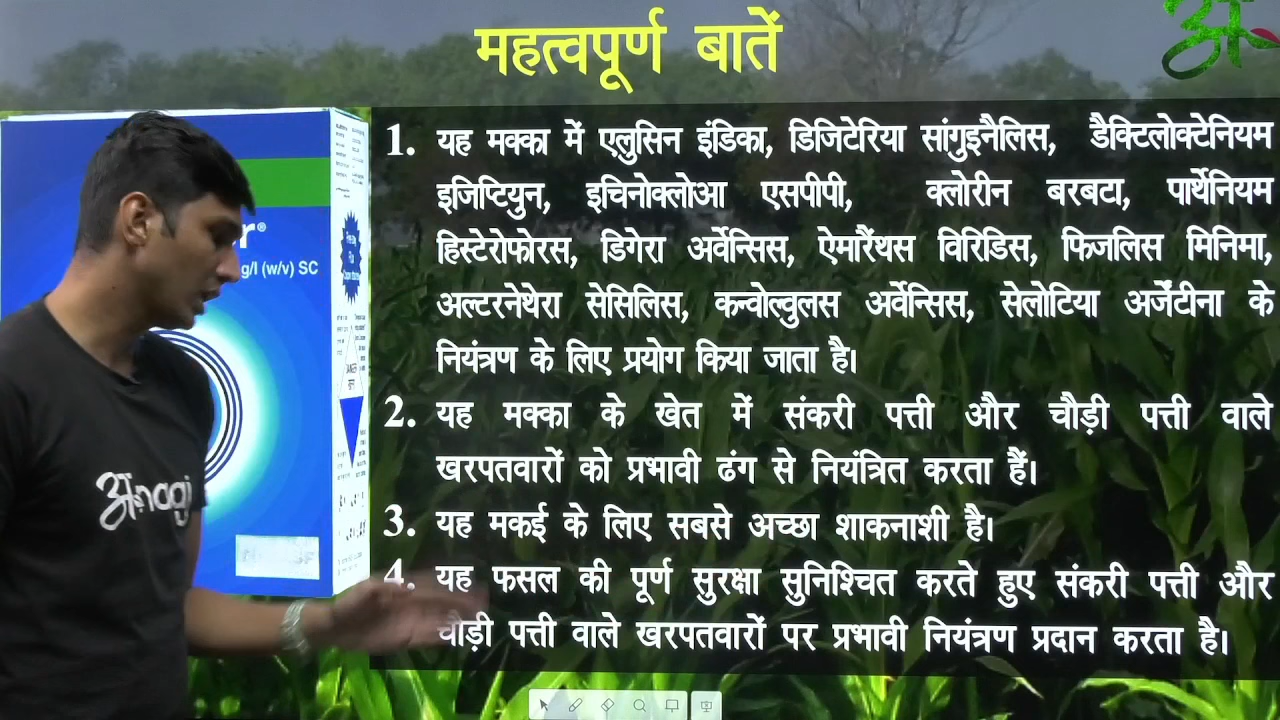 महत्वपूर्ण बातें
1. यह मक्का में एलुसिन इंडिका, डिजिटेरिया सांगुइनैलिस, डैक्टिलोक्टेनियम
इजिप्टियुन, इचिनोक्लोआ एसपीपी, क्लोरीन बरबटा, पार्थेनियम
हिस्टेरोफोरस, डिगेरा अर्वेन्सिस, ऐमारैंथस विरिडिस, फिजलिस मिनिमा,
अल्टरनेथेरा सेसिलिस, कन्वोल्वुलस अर्वेन्सिस, सेलोटिया अर्जेंटीना के
नियंत्रण के लिए प्रयोग किया जाता है।
2. यह मक्का के खेत में संकरी पत्ती और चौड़ी पत्ती वाले
खरपतवारों को प्रभावी ढंग से नियंत्रित करता हैं।
3. यह मकई के लिए सबसे अच्छा शाकनाशी है।
4. यह फसल की पूर्ण सुरक्षा सुनिश्चित करते हुए संकरी पत्ती और
चौड़ी पत्ती वाले खरपतवारों पर प्रभावी नियंत्रण प्रदान करता है।
r®
g/l (w/v) SC
अnnogi